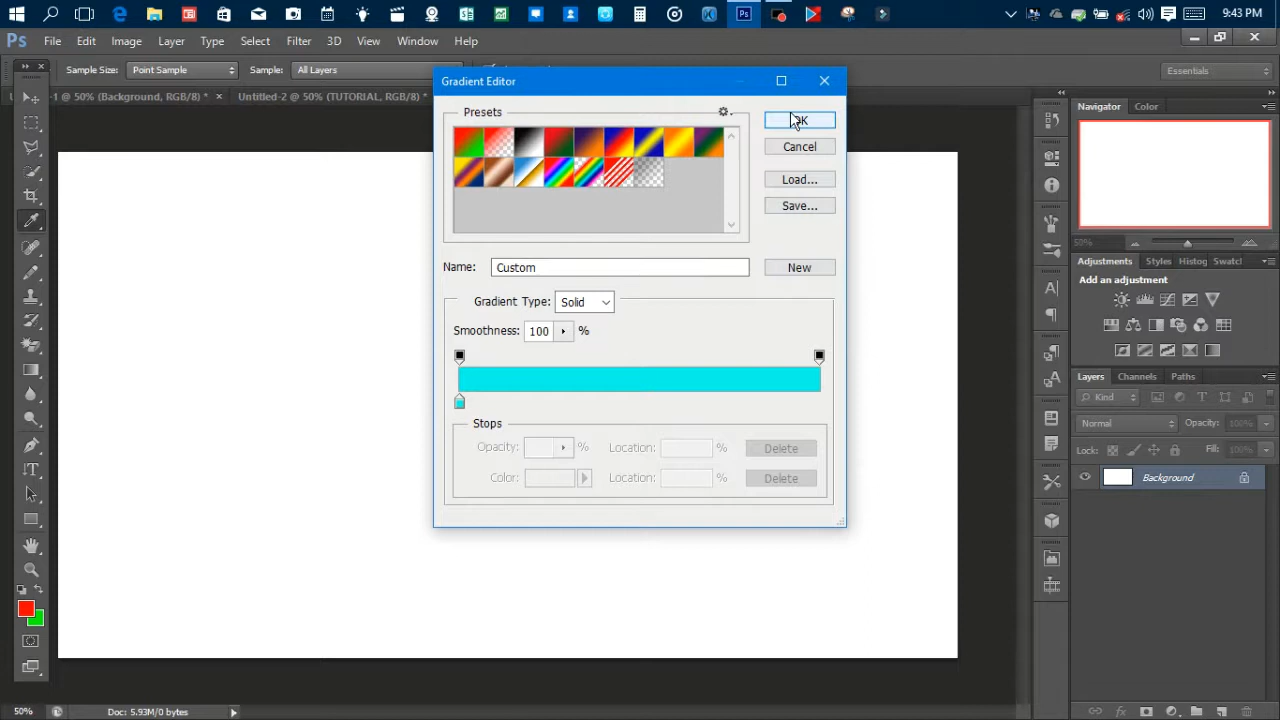 9:43 PM
Ps File Edit Image Layer Type Select Filter 3D View Window Help
Sample Size: Point Sample Sample: All Layers Essentials
-1 @ 50% (Background, RGB/8) * × Untitled-2 @ 50% (TUTORIAL, RGB/8) *
Gradient Editor
Presets
OK
Cancel
Load...
Save...
Name: Custom New
Gradient Type: Solid
Smoothness: 100 %
Stops
Opacity: % Location: % Delete
Color: Location: % Delete
Navigator Color
50%
Adjustments Styles Histog Swatcl
Add an adjustment
Layers Channels Paths
Kind
Normal Opacity: 100%
Lock: Fill: 100%
Background
50% Doc: 5.93M/0 bytes